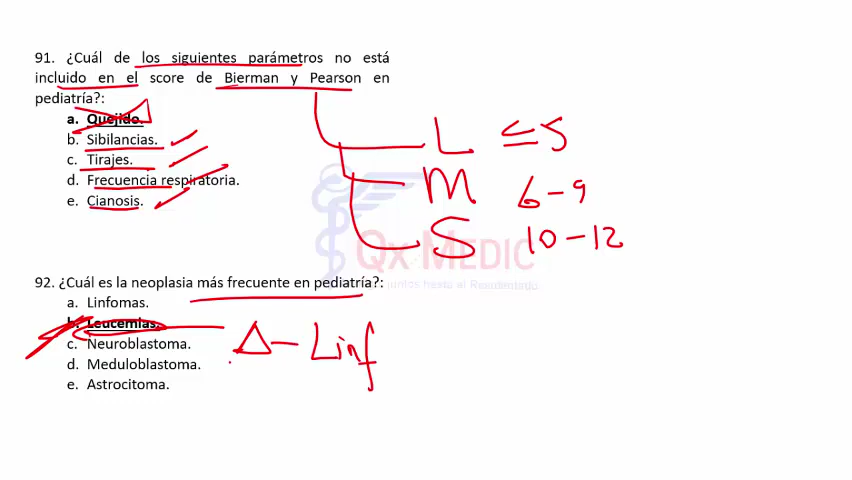 91. ¿Cuál de los siguientes parámetros no está
incluido en el score de Bierman y Pearson en
pediatría?:
a. Quejido.
b. Sibilancias.
c. Tirajes.
d. Frecuencia respiratoria.
e. Cianosis.
L ≤5
M 6-9
S 10-12
QX MEDIC
92. ¿Cuál es la neoplasia más frecuente en pediatría?:
a. Linfomas.
b. Leucemias.
c. Neuroblastoma.
d. Meduloblastoma.
e. Astrocitoma.
Δ- Linf